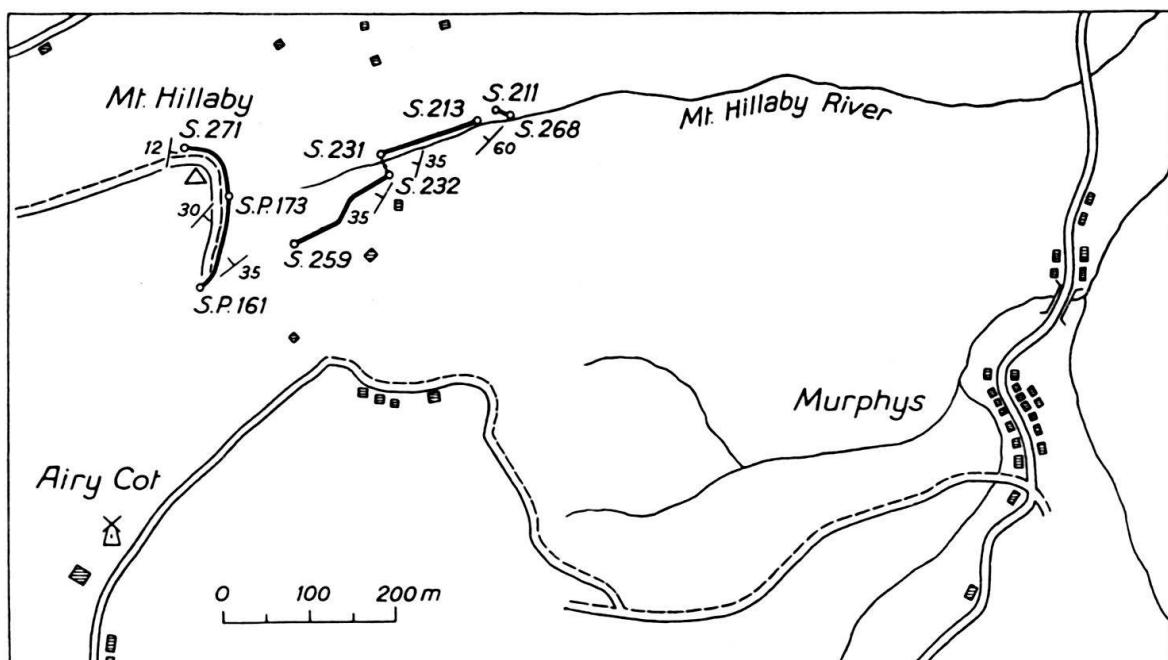 Mt. Hillaby
S. 271
12
S. 213
S. 211
S. 268
Mt. Hillaby River
S. 231
35
60
S. 232
S.P. 173
30
35
S. 259
35
S.P. 161
Murphys
Airy Cot
0 100 200 m